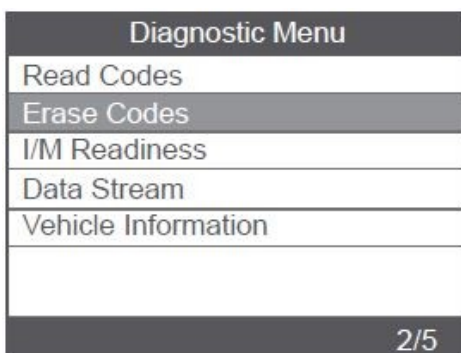 Diagnostic Menu
Read Codes
Erase Codes
I/M Readiness
Data Stream
Vehicle Information
2/5